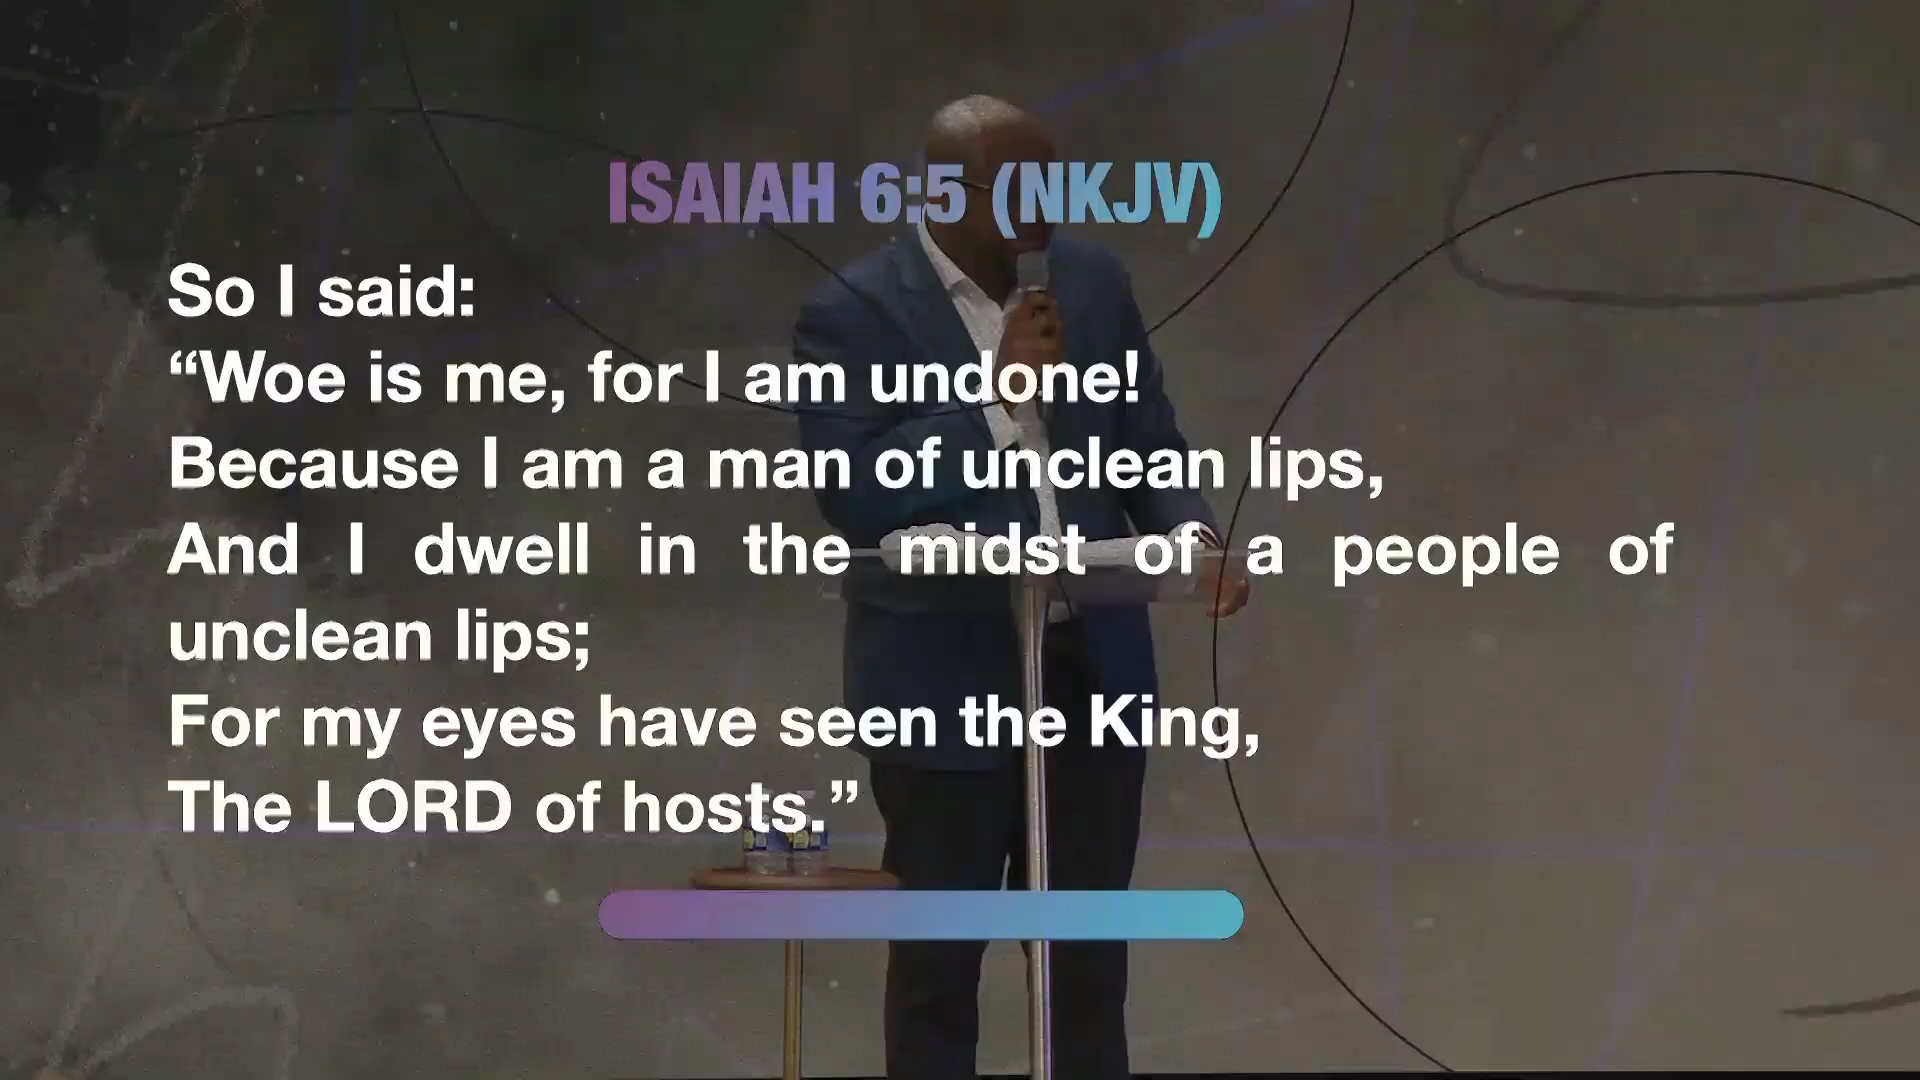 ISAIAH 6:5 (NKJV)
So I said:
“Woe is me, for I am undone!
Because I am a man of unclean lips,
And I dwell in the midst of a people of
unclean lips;
For my eyes have seen the King,
The LORD of hosts.”